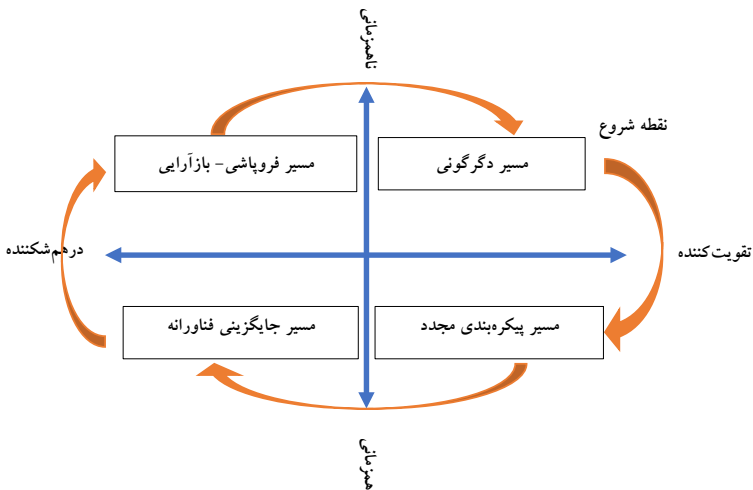 ناهمزمانی
نقطه شروع
مسیر دگرگونی
مسیر فروپاشی- بازآرایی
تقویت‌کننده
درهم‌شکننده
مسیر پیکره‌بندی مجدد
مسیر جایگزینی فناورانه
همزمانی